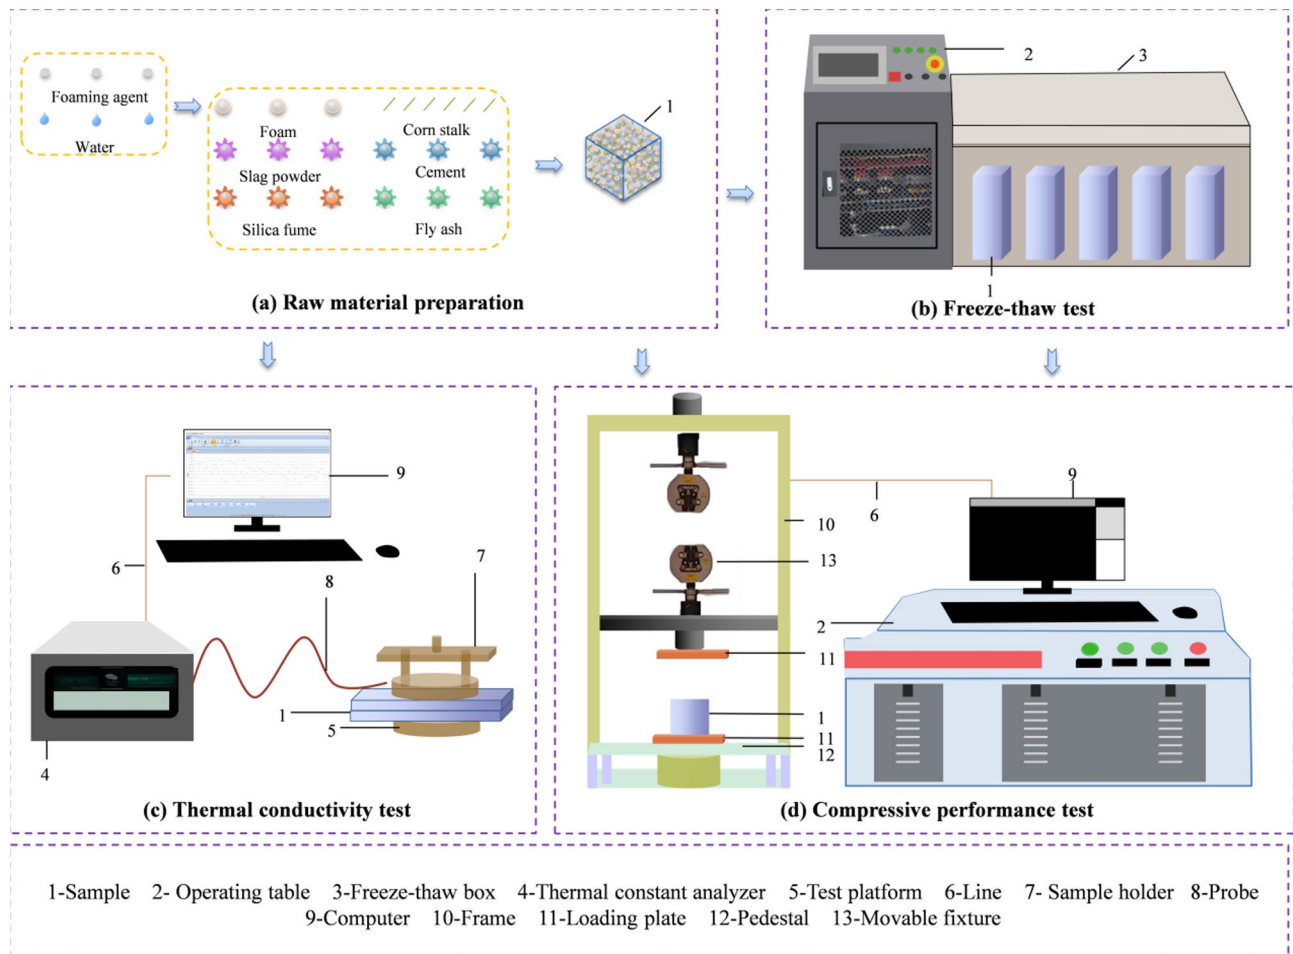 Foaming agent
Water
Foam
Corn stalk
Slag powder
Cement
Silica fume
Fly ash
1
(a) Raw material preparation
2
3
1
(b) Freeze-thaw test
9
6
8
7
1
5
4
(c) Thermal conductivity test
9
6
10
13
2
11
1
11
12
(d) Compressive performance test
1-Sample 2- Operating table 3-Freeze-thaw box 4-Thermal constant analyzer 5-Test platform 6-Line 7- Sample holder 8-Probe
9-Computer 10-Frame 11-Loading plate 12-Pedestal 13-Movable fixture